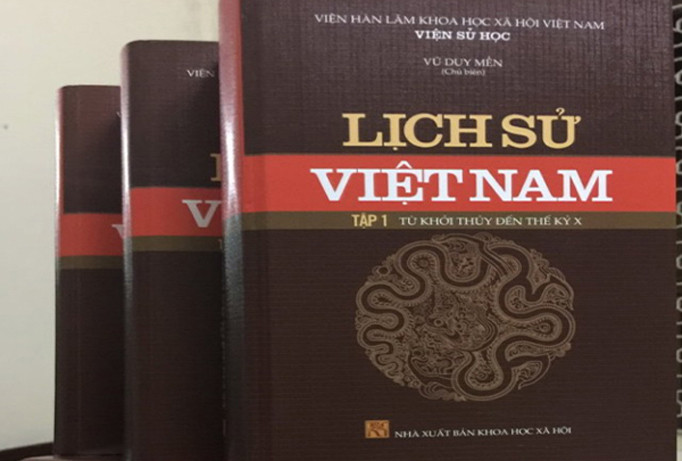 VIỆN HÀN LÂM KHOA HỌC XÃ HỘI VIỆT NAM
VIỆN SỬ HỌC
VŨ DUY MỀN
(Chủ biên)
LỊCH SỬ
VIỆT NAM
TẬP 1 TỪ KHỞI THỦY ĐẾN THẾ KỶ X
NHÀ XUẤT BẢN KHOA HỌC XÃ HỘI
VIỆN